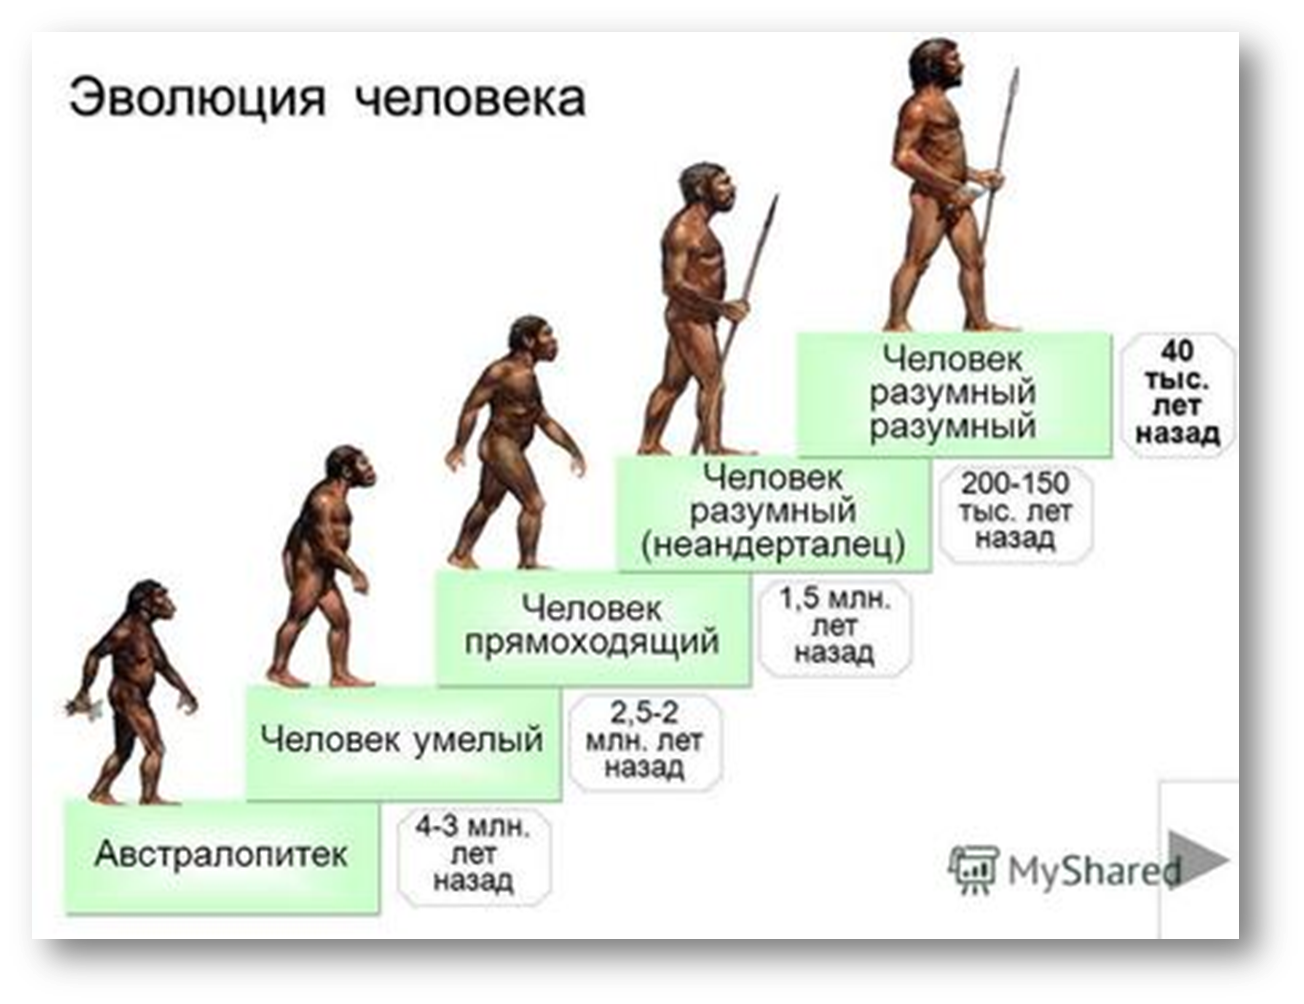 Эволюция человека
Человек
разумный
разумный
40
тыс.
лет
назад
Человек
разумный
(неандерталец)
200-150
тыс. лет
назад
Человек
прямоходящий
1,5 млн.
лет
назад
Человек умелый
2,5-2
млн. лет
назад
Австралопитек
4-3 млн.
лет
назад
MyShared